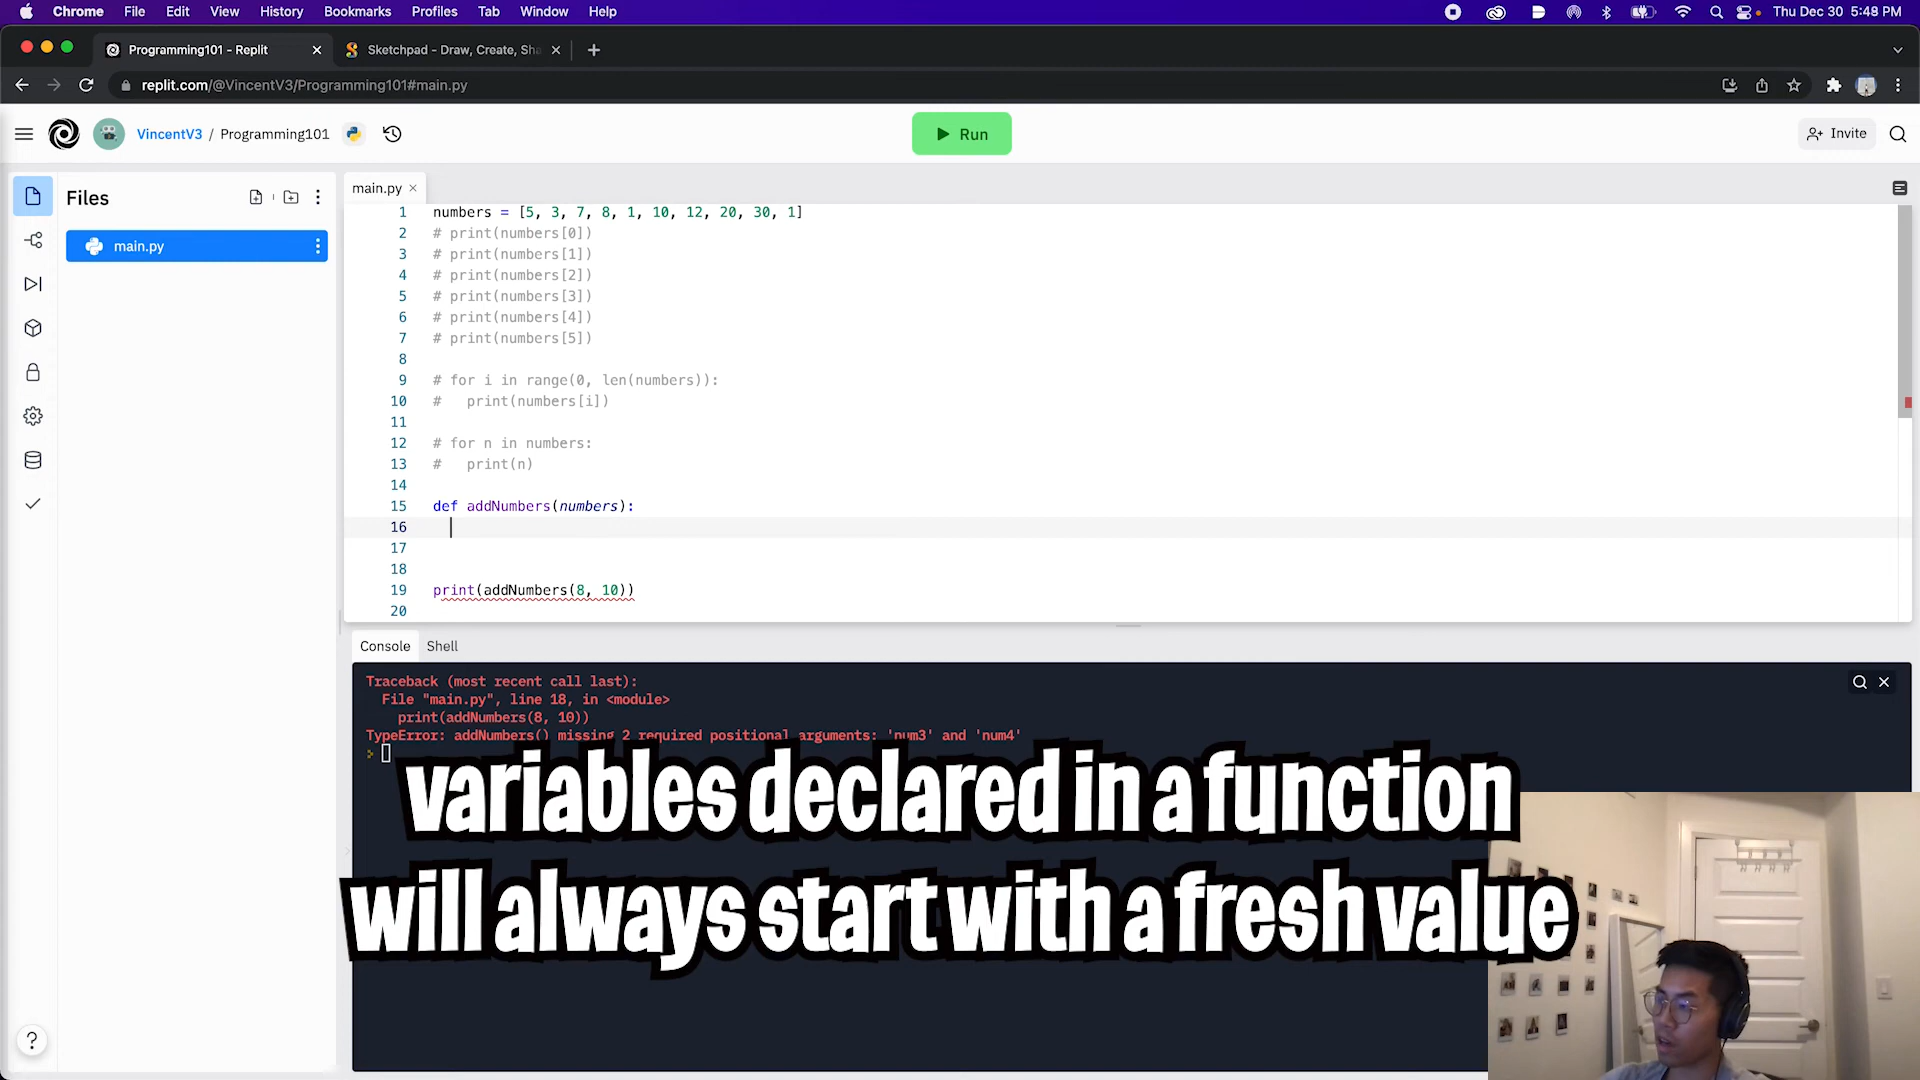 Chrome File Edit View History Bookmarks Profiles Tab Window Help Thu Dec 30 5:48 PM
Programming101 - Replit Sketchpad - Draw, Create, Sha
replit.com/@VincentV3/Programming101#main.py
VincentV3 / Programming101 Run Invite
Files
main.py
main.py
1 numbers = [5, 3, 7, 8, 1, 10, 12, 20, 30, 1]
2 # print(numbers[0])
3 # print(numbers[1])
4 # print(numbers[2])
5 # print(numbers[3])
6 # print(numbers[4])
7 # print(numbers[5])
8
9 # for i in range(0, len(numbers)):
10 #   print(numbers[i])
11
12 # for n in numbers:
13 #   print(n)
14
15 def addNumbers(numbers):
16
17
18
19 print(addNumbers(8, 10))
20
Console Shell
Traceback (most recent call last):
File "main.py", line 18, in <module>
print(addNumbers(8, 10))
TypeError: addNumbers() missing 2 required positional arguments: 'num3' and 'num4'
variables declared in a function
will always start with a fresh value
?